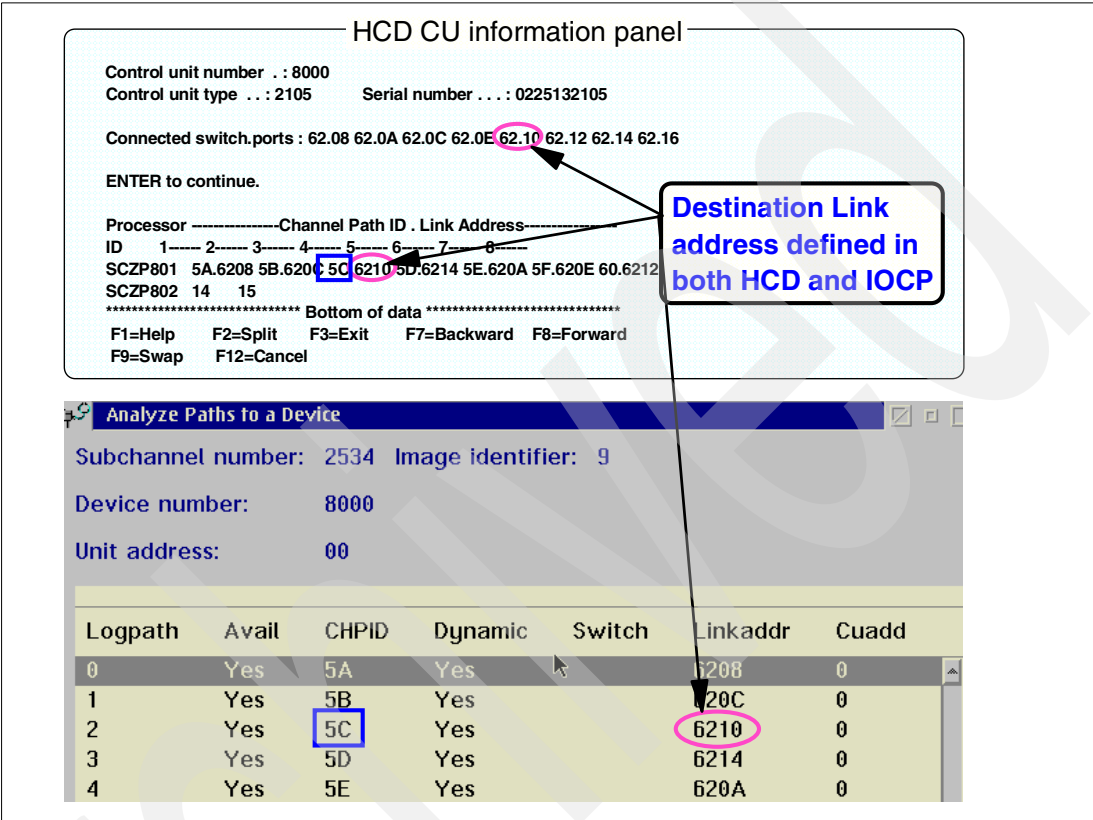 HCD CU information panel
Control unit number . : 8000
Control unit type . . : 2105 Serial number . . . : 0225132105
Connected switch.ports : 62.08 62.0A 62.0C 62.0E 62.10 62.12 62.14 62.16
ENTER to continue.
Processor ---------------Channel Path ID . Link Address----------------
ID 1------ 2------ 3------ 4------ 5------ 6------ 7------ 8------
SCZP801 5A.6208 5B.620C 5C.6210 5D.6214 5E.620A 5F.620E 60.6212
SCZP802 14 15
****************************** Bottom of data ******************************
F1=Help F2=Split F3=Exit F7=Backward F8=Forward
F9=Swap F12=Cancel
Destination Link
address defined in
both HCD and IOCP
Analyze Paths to a Device
Subchannel number: 2534 Image identifier: 9
Device number: 8000
Unit address: 00
Logpath Avail CHPID Dynamic Switch Linkaddr Cuadd
0 Yes 5A Yes 6208 0
1 Yes 5B Yes 620C 0
2 Yes 5C Yes 6210 0
3 Yes 5D Yes 6214 0
4 Yes 5E Yes 620A 0